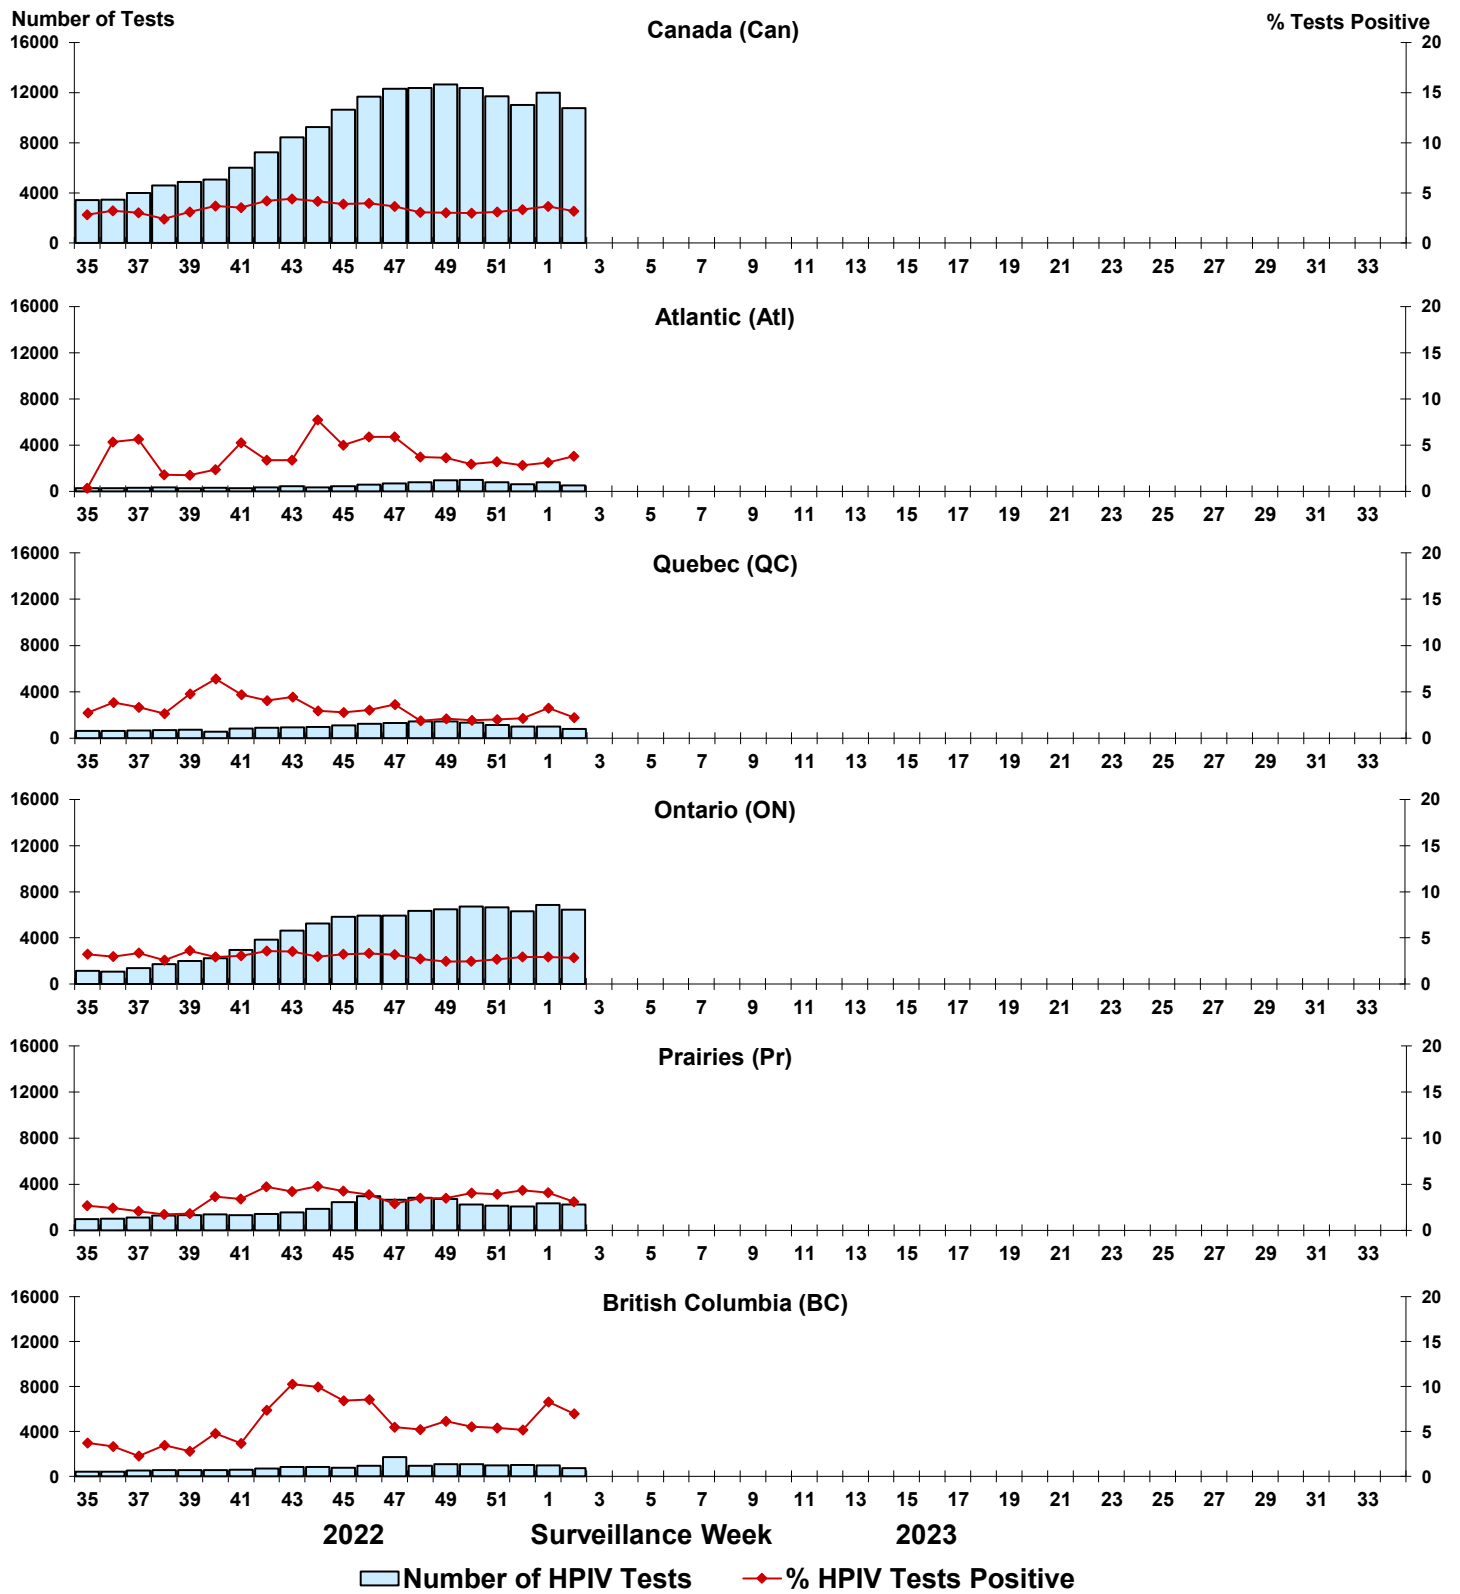 Number of Tests
Canada (Can)
% Tests Positive
16000 20
12000 15
8000 10
4000 5
0 0
35 37 39 41 43 45 47 49 51 1 3 5 7 9 11 13 15 17 19 21 23 25 27 29 31 33
Atlantic (Atl)
16000 20
12000 15
8000 10
4000 5
0 0
35 37 39 41 43 45 47 49 51 1 3 5 7 9 11 13 15 17 19 21 23 25 27 29 31 33
Quebec (QC)
16000 20
12000 15
8000 10
4000 5
0 0
35 37 39 41 43 45 47 49 51 1 3 5 7 9 11 13 15 17 19 21 23 25 27 29 31 33
Ontario (ON)
16000 20
12000 15
8000 10
4000 5
0 0
35 37 39 41 43 45 47 49 51 1 3 5 7 9 11 13 15 17 19 21 23 25 27 29 31 33
Prairies (Pr)
16000 20
12000 15
8000 10
4000 5
0 0
35 37 39 41 43 45 47 49 51 1 3 5 7 9 11 13 15 17 19 21 23 25 27 29 31 33
British Columbia (BC)
16000 20
12000 15
8000 10
4000 5
0 0
35 37 39 41 43 45 47 49 51 1 3 5 7 9 11 13 15 17 19 21 23 25 27 29 31 33
2022 Surveillance Week 2023
Number of HPIV Tests % HPIV Tests Positive